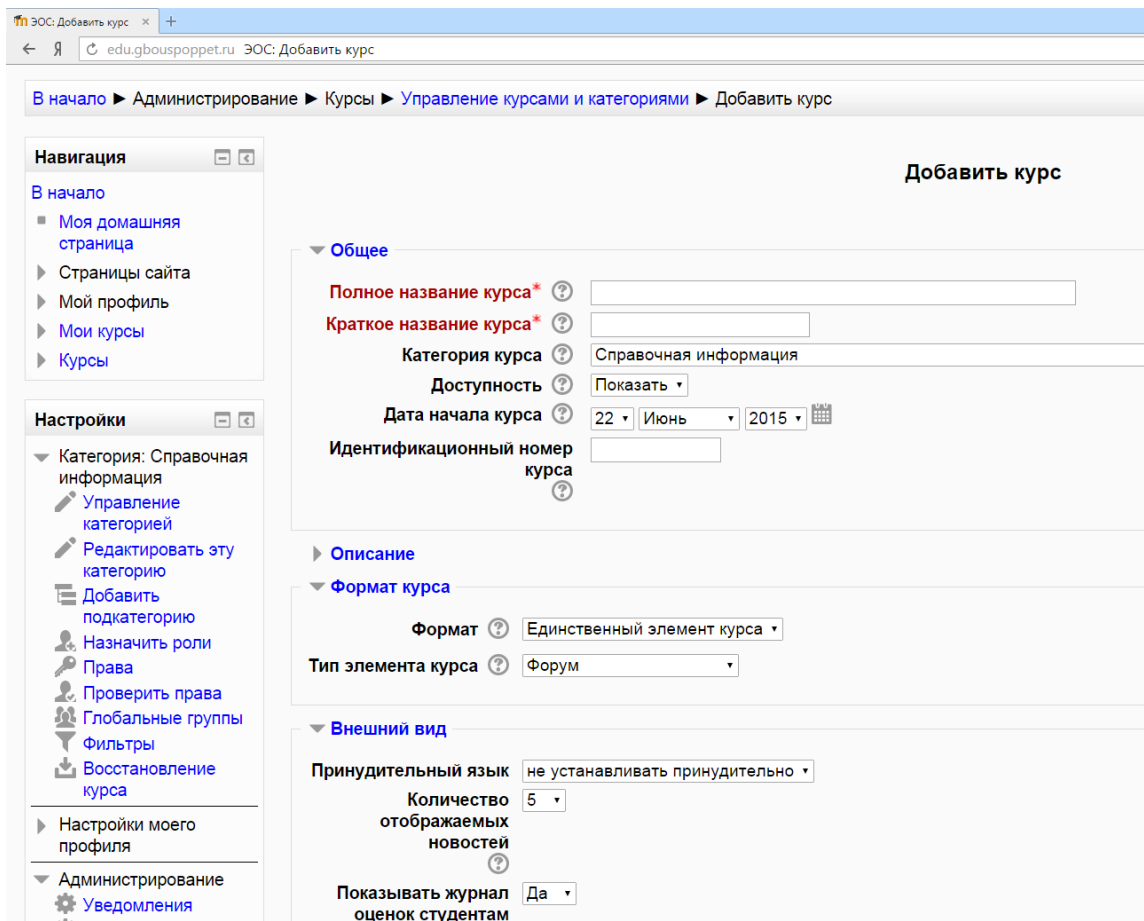 ЭОС: Добавить курс
edu.gbouspoppet.ru ЭОС: Добавить курс
В начало ► Администрирование ► Курсы ► Управление курсами и категориями ► Добавить курс
Навигация
В начало
Моя домашняя
страница
Страницы сайта
Мой профиль
Мои курсы
Курсы
Настройки
Категория: Справочная
информация
Управление
категорией
Редактировать эту
категорию
Добавить
подкатегорию
Назначить роли
Права
Проверить права
Глобальные группы
Фильтры
Восстановление
курса
Настройки моего
профиля
Администрирование
Уведомления
Добавить курс
Общее
Полное название курса*
Краткое название курса*
Категория курса Справочная информация
Доступность Показать
Дата начала курса 22 Июнь 2015
Идентификационный номер
курса
Описание
Формат курса
Формат Единственный элемент курса
Тип элемента курса Форум
Внешний вид
Принудительный язык не устанавливать принудительно
Количество 5
отображаемых
новостей
Показывать журнал Да
оценок студентам